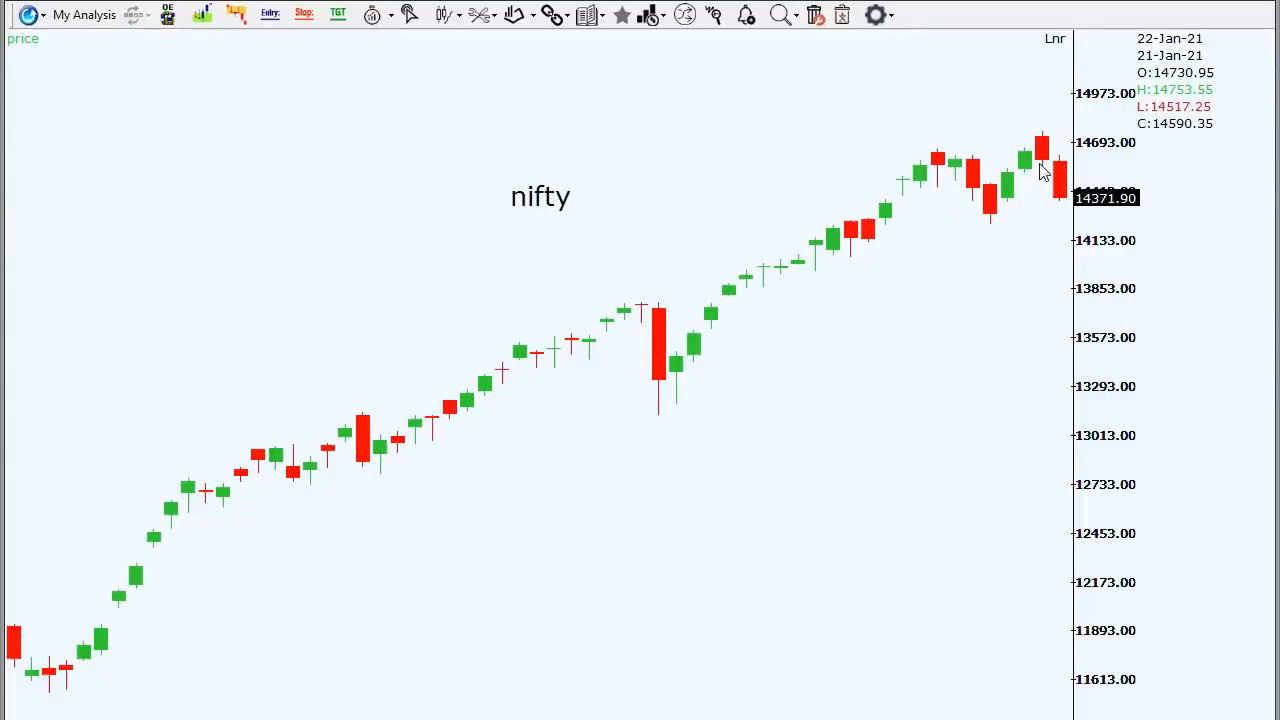 My Analysis
OE
Entry:
Stop:
TGT
price
Lnr
22-Jan-21
21-Jan-21
O:14730.95
H:14753.55
L:14517.25
C:14590.35
nifty
14973.00
14693.00
14371.90
14133.00
13853.00
13573.00
13293.00
13013.00
12733.00
12453.00
12173.00
11893.00
11613.00